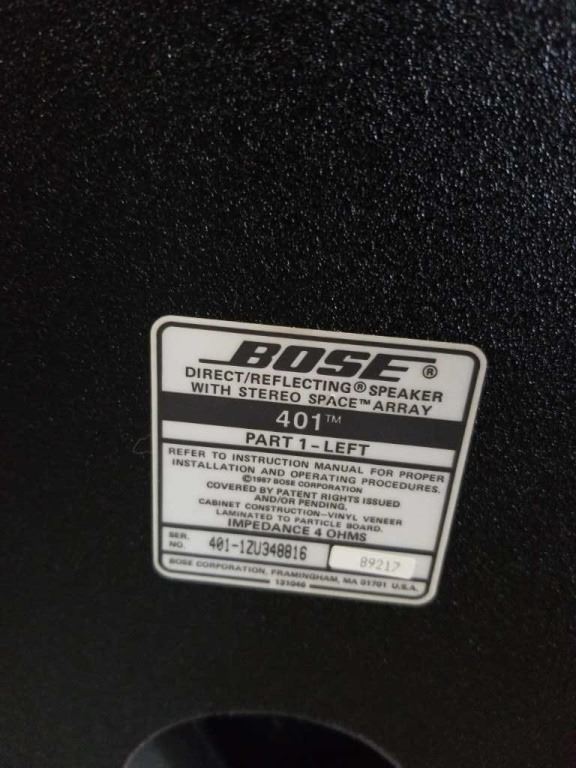 BOSE®
DIRECT/REFLECTING® SPEAKER
WITH STEREO SPACE™ ARRAY
401™
PART 1-LEFT
REFER TO INSTRUCTION MANUAL FOR PROPER
INSTALLATION AND OPERATING PROCEDURES.
©1987 BOSE CORPORATION
COVERED BY PATENT RIGHTS ISSUED
AND/OR PENDING.
CABINET CONSTRUCTION-VINYL VENEER
LAMINATED TO PARTICLE BOARD.
IMPEDANCE 4 OHMS
SER. NO. 401-1ZU348816 89217
BOSE CORPORATION, FRAMINGHAM, MA 01701 U.S.A.
131046